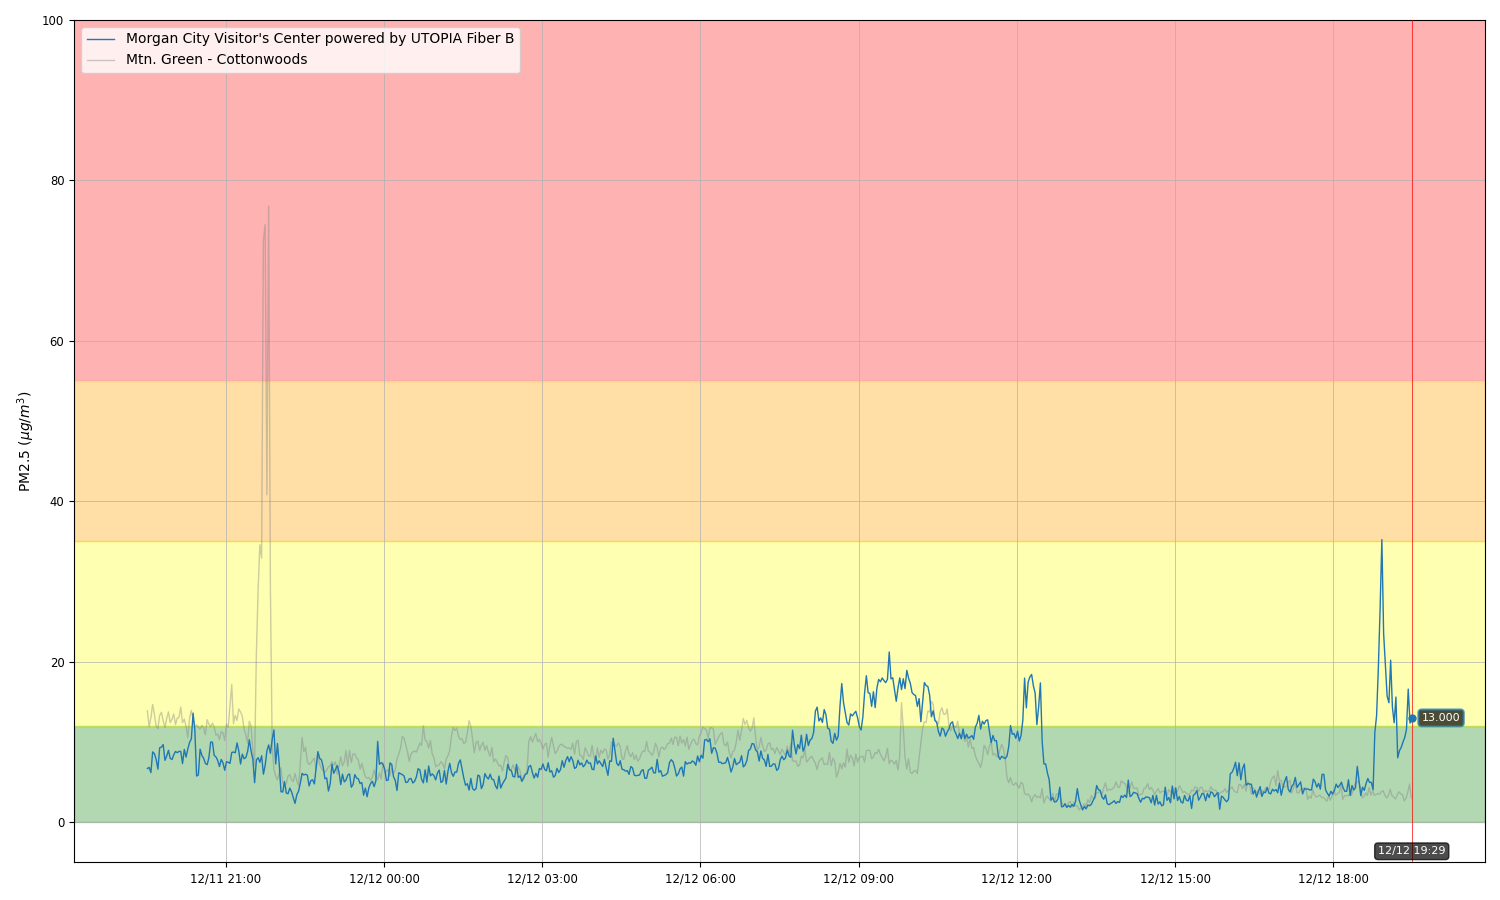 100
Morgan City Visitor's Center powered by UTOPIA Fiber B
Mtn. Green - Cottonwoods
80
60
PM2.5 (μg/m³)
40
20
13.000
0
12/12 19:29
12/11 21:00 12/12 00:00 12/12 03:00 12/12 06:00 12/12 09:00 12/12 12:00 12/12 15:00 12/12 18:00